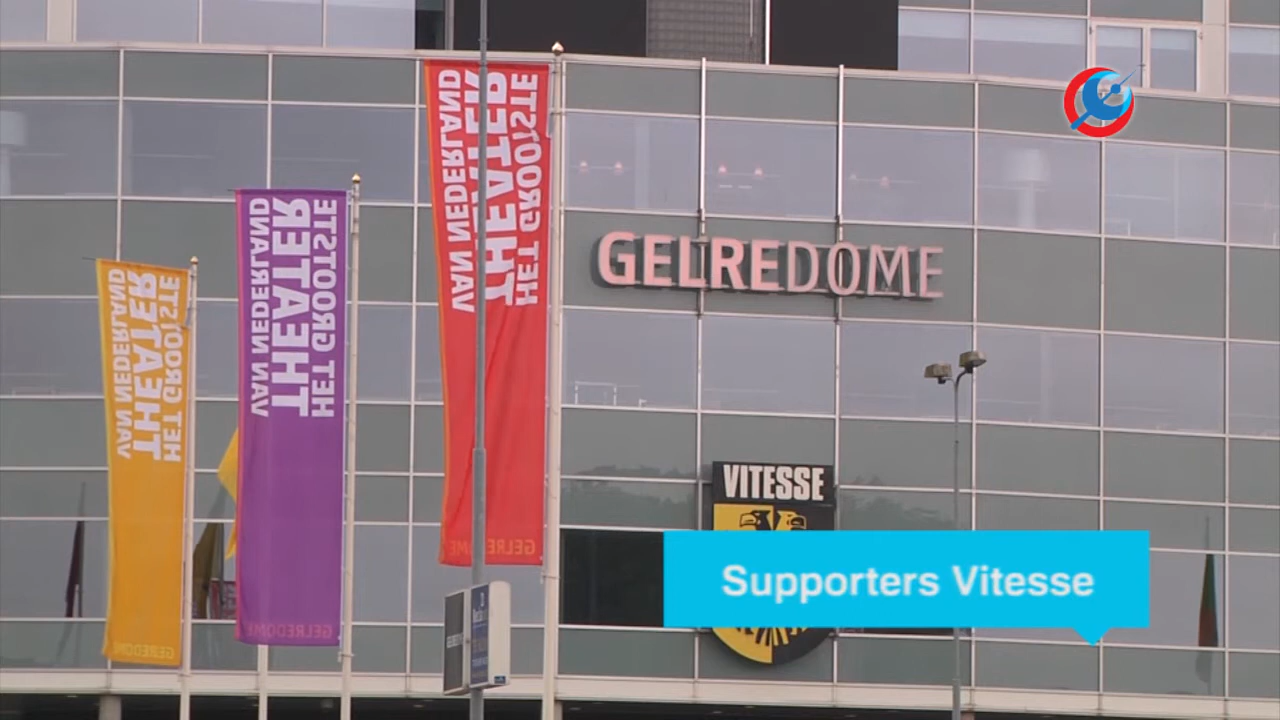 HET GROOTSTE
THEATER
VAN NEDERLAND
GELREDOME
HET GROOTSTE
THEATER
VAN NEDERLAND
GELREDOME
HET GROOTSTE
THEATER
VAN NEDERLAND
GELREDOME
GELREDOME
VITESSE
Supporters Vitesse